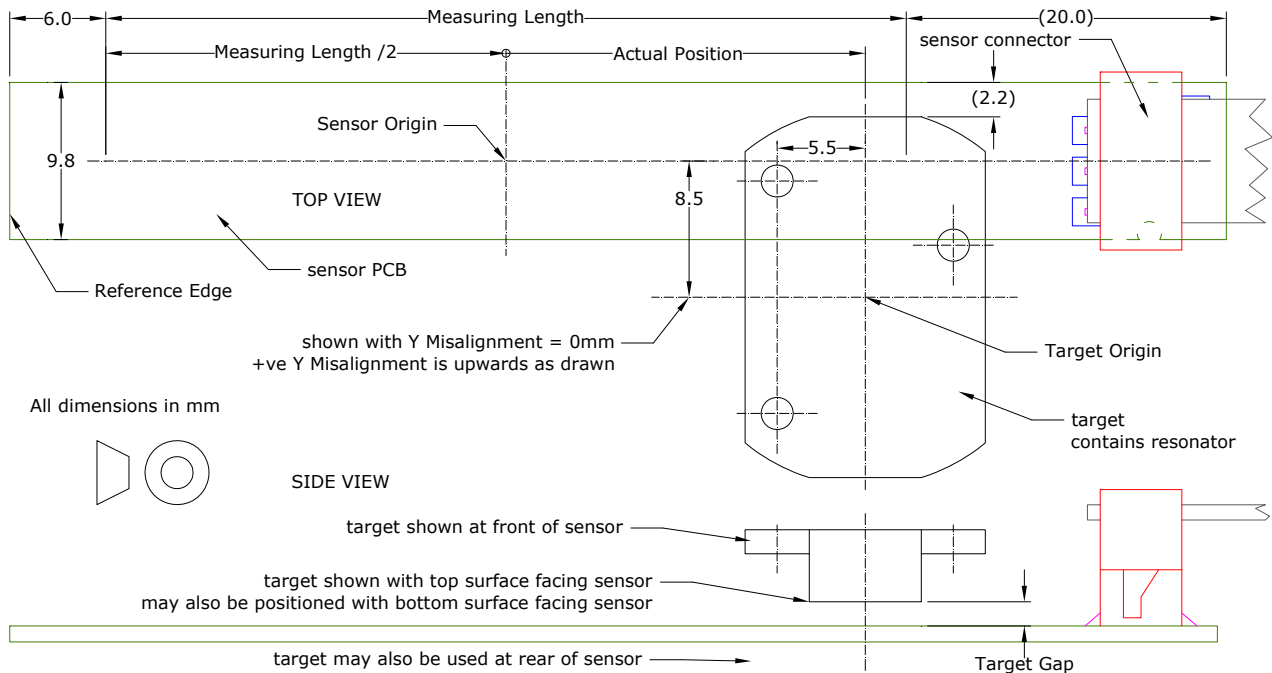 6.0
Measuring Length
(20.0)
Measuring Length /2
Actual Position
sensor connector
(2.2)
Sensor Origin
9.8
5.5
8.5
TOP VIEW
sensor PCB
Reference Edge
shown with Y Misalignment = 0mm
+ve Y Misalignment is upwards as drawn
Target Origin
All dimensions in mm
target
contains resonator
SIDE VIEW
target shown at front of sensor
target shown with top surface facing sensor
may also be positioned with bottom surface facing sensor
target may also be used at rear of sensor
Target Gap